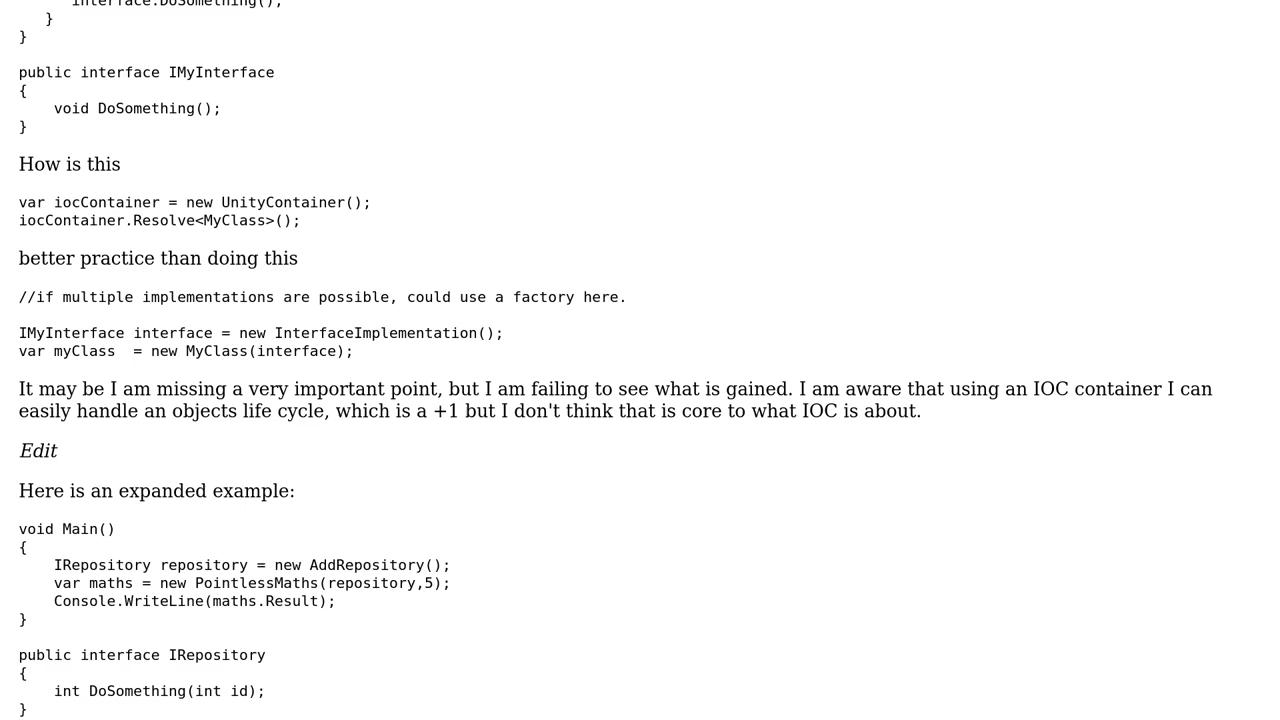 interface.DoSomething();
   }
}

public interface IMyInterface
{
    void DoSomething();
}
How is this
var iocContainer = new UnityContainer();
iocContainer.Resolve<MyClass>();
better practice than doing this
//if multiple implementations are possible, could use a factory here.

IMyInterface interface = new InterfaceImplementation();
var myClass  = new MyClass(interface);
It may be I am missing a very important point, but I am failing to see what is gained. I am aware that using an IOC container I can
easily handle an objects life cycle, which is a +1 but I don't think that is core to what IOC is about.
Edit
Here is an expanded example:
void Main()
{
    IRepository repository = new AddRepository();
    var maths = new PointlessMaths(repository,5);
    Console.WriteLine(maths.Result);
}

public interface IRepository
{
    int DoSomething(int id);
}